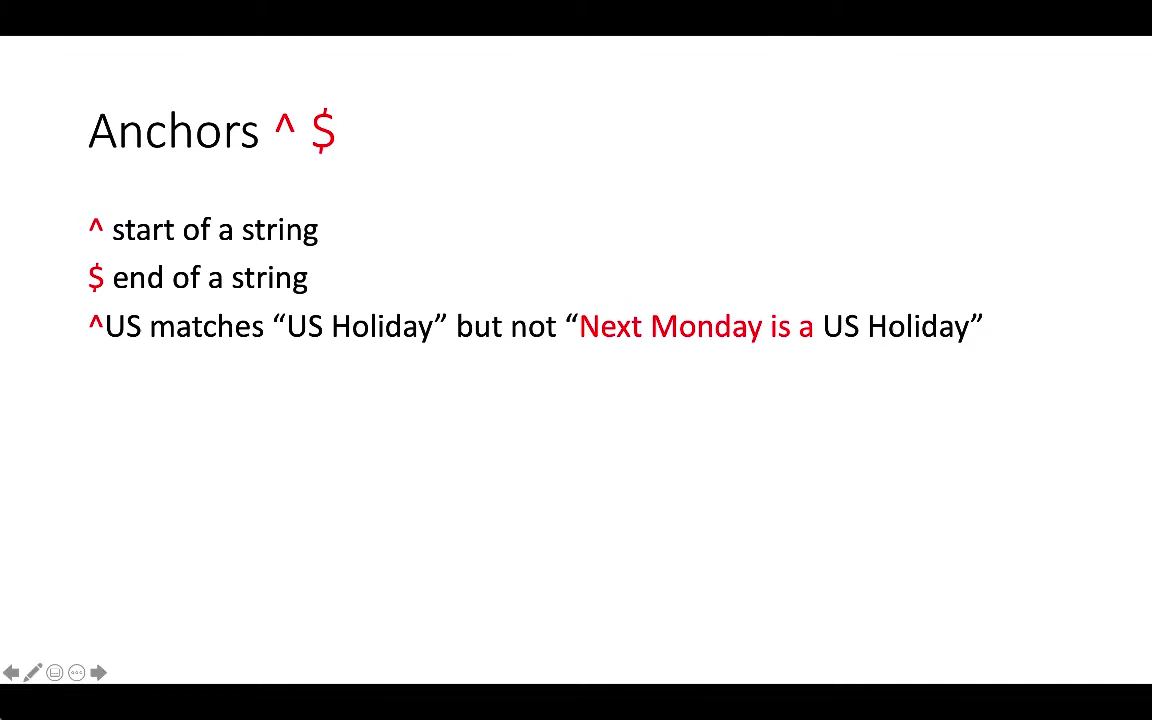 Anchors ^ $
^ start of a string
$ end of a string
^US matches “US Holiday” but not “Next Monday is a US Holiday”